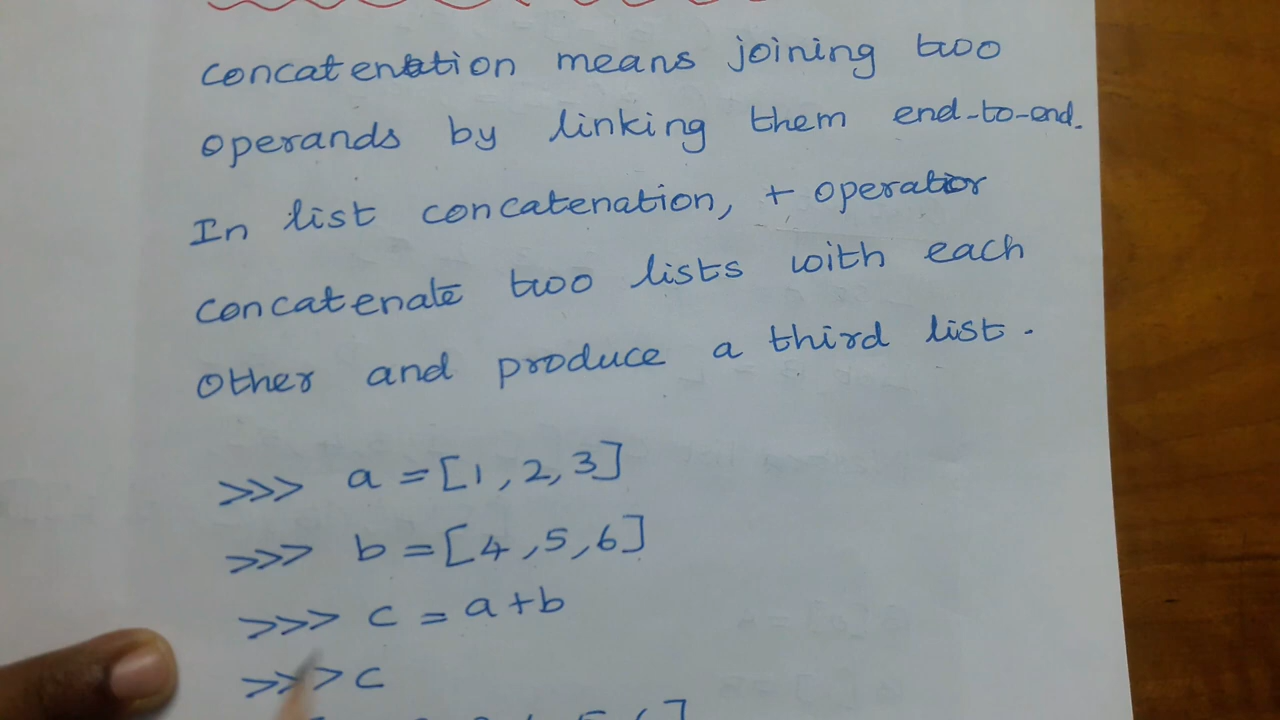 concatenation means joining two
operands by linking them end-to-end.
In list concatenation, + operator
concatenate two lists with each
other and produce a third list.
>>> a = [1, 2, 3]
>>> b = [4, 5, 6]
>>> c = a+b
>>> c